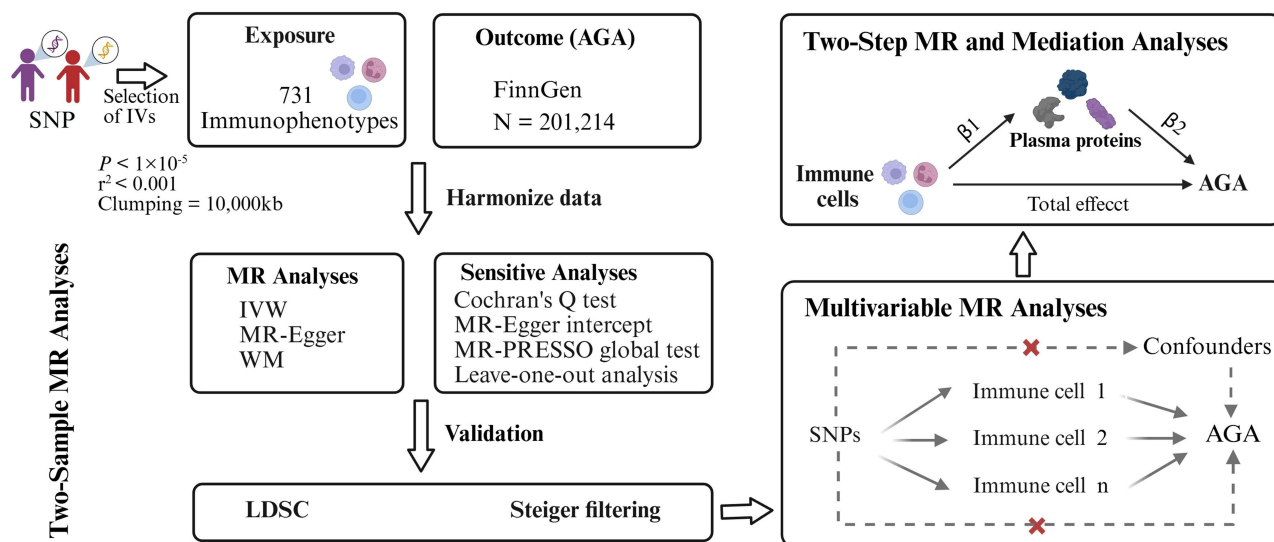 SNP
Selection
of IVs
P < 1×10⁻⁵
r² < 0.001
Clumping = 10,000kb
Exposure
731
Immunophenotypes
Outcome (AGA)
FinnGen
N = 201,214
Harmonize data
Two-Sample MR Analyses
MR Analyses
IVW
MR-Egger
WM
Sensitive Analyses
Cochran's Q test
MR-Egger intercept
MR-PRESSO global test
Leave-one-out analysis
Validation
LDSC
Steiger filtering
Multivariable MR Analyses
Confounders
SNPs
Immune cell 1
Immune cell 2
Immune cell n
AGA
Two-Step MR and Mediation Analyses
β1
β2
Plasma proteins
Immune
cells
AGA
Total effecct